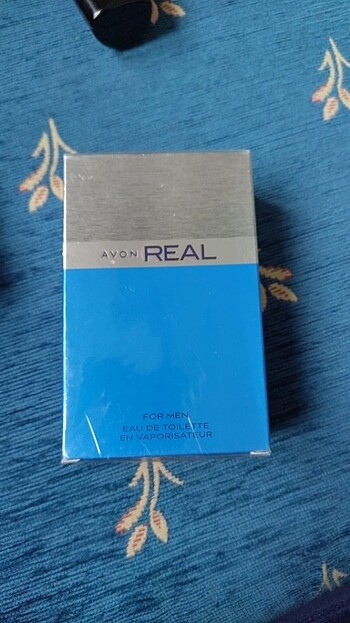 AVON REAL
FOR MEN
EAU DE TOILETTE
EN VAPORISATEUR